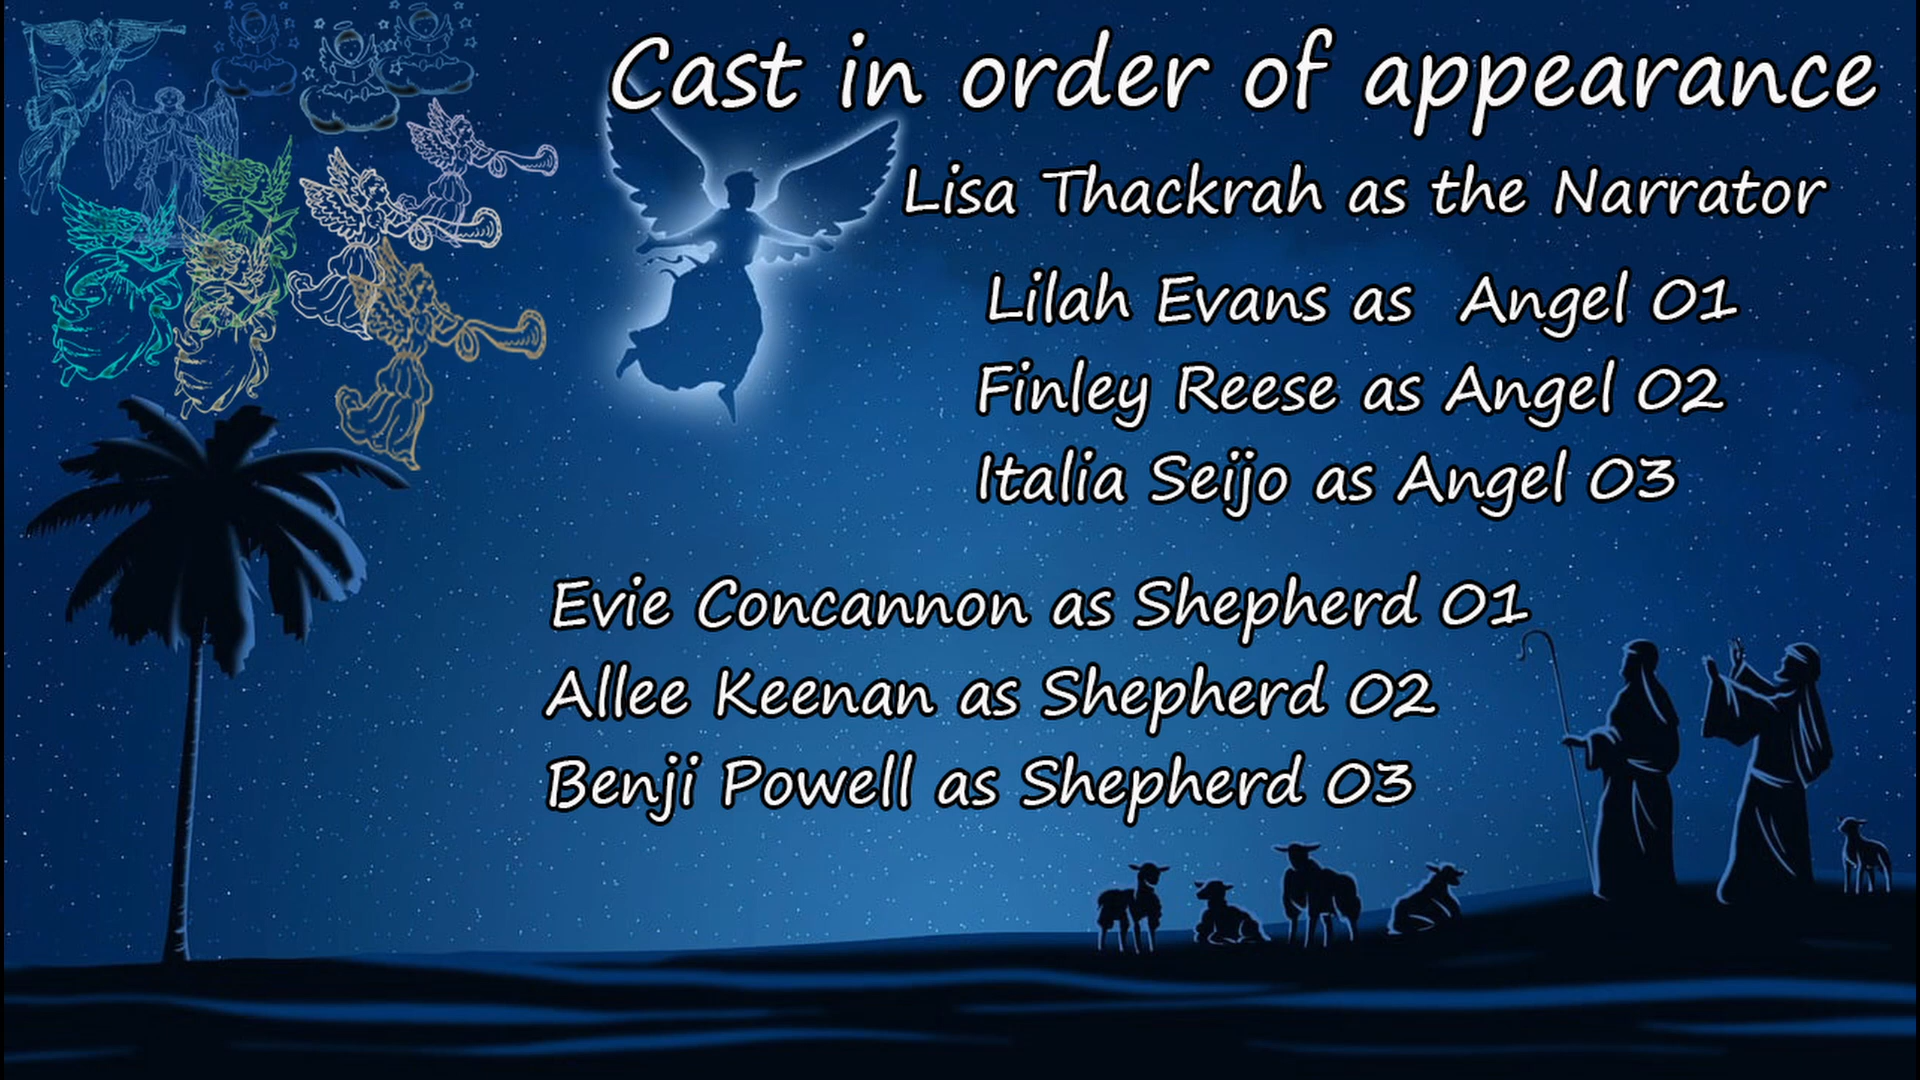 Cast in order of appearance
Lisa Thackrah as the Narrator
Lilah Evans as Angel 01
Finley Reese as Angel 02
Italia Seijo as Angel 03
Evie Concannon as Shepherd 01
Allee Keenan as Shepherd 02
Benji Powell as Shepherd 03